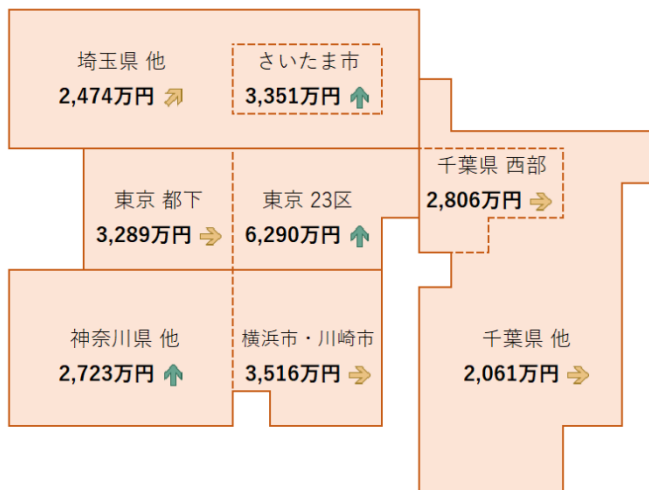 埼玉県 他
2,474万円
さいたま市
3,351万円
千葉県 西部
2,806万円
東京 都下
3,289万円
東京 23区
6,290万円
神奈川県 他
2,723万円
横浜市・川崎市
3,516万円
千葉県 他
2,061万円